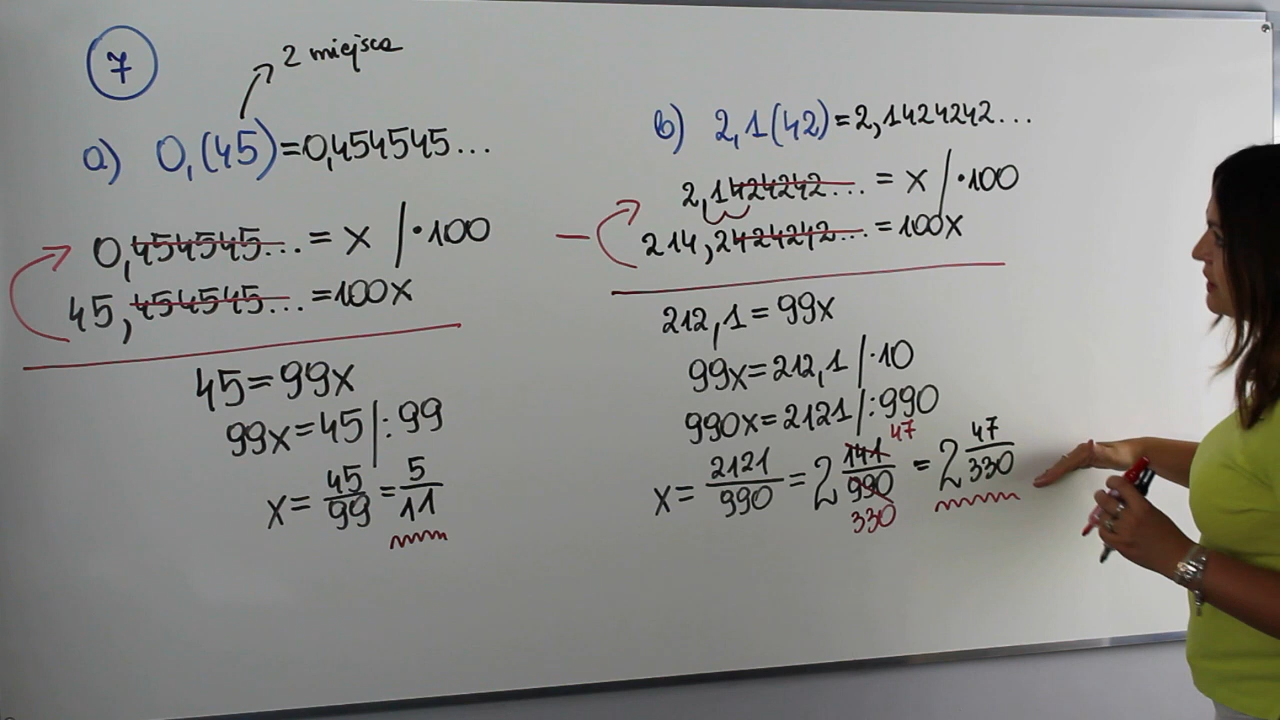 7
2 miejsca
a) 0,(45)=0,454545...
0,454545... = x |·100
45,454545... =100x
45=99x
99x=45 |:99
x= 45/99 = 5/11
b) 2,1(42)=2,1424242...
2,1424242... = x |·100
214,2424242... = 100x
212,1 = 99x
99x=212,1 |·10
990x=2121 |:990
x= 2121/990 = 2 141/990 47 330 = 2 47/330